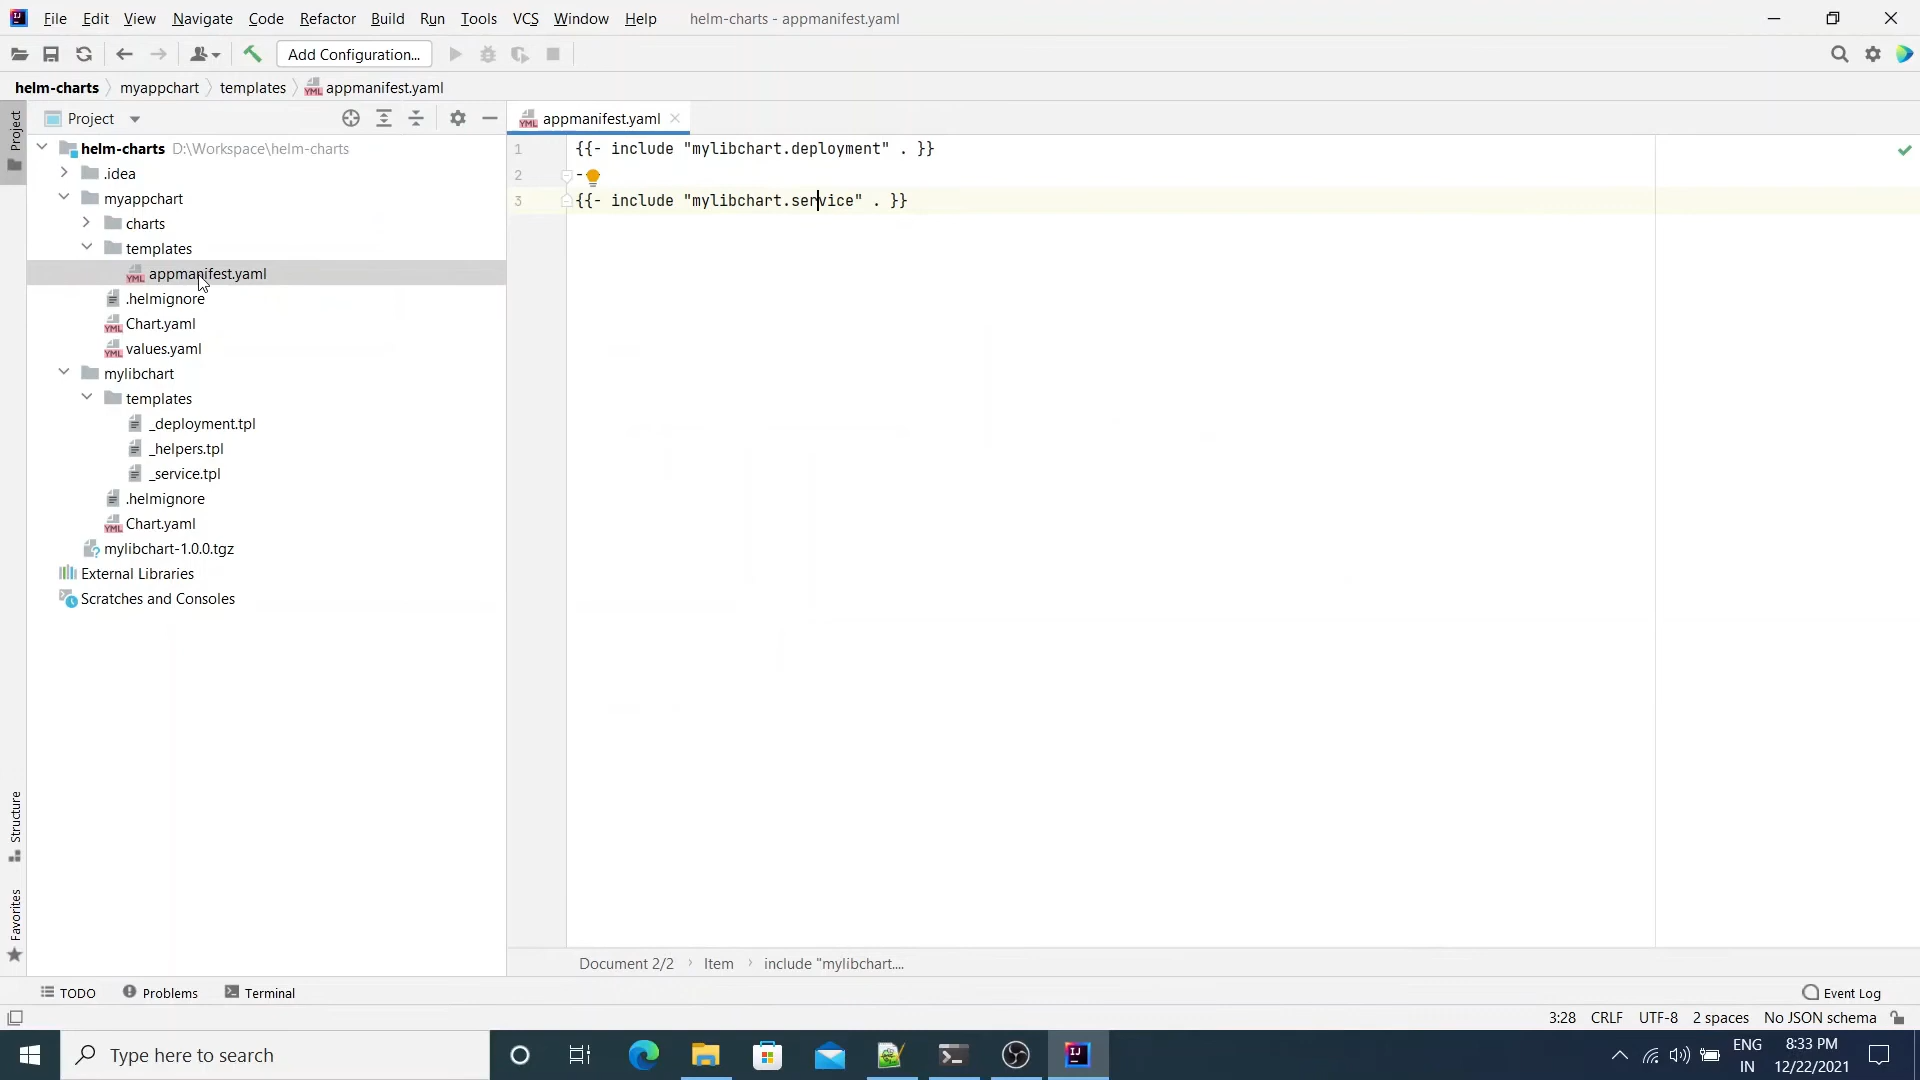 File Edit View Navigate Code Refactor Build Run Tools VCS Window Help helm-charts - appmanifest.yaml
Add Configuration...
helm-charts myappchart templates appmanifest.yaml
Project
Project
appmanifest.yaml
helm-charts D:\Workspace\helm-charts
.idea
myappchart
charts
templates
appmanifest.yaml
.helmignore
Chart.yaml
values.yaml
mylibchart
templates
_deployment.tpl
_helpers.tpl
_service.tpl
.helmignore
Chart.yaml
mylibchart-1.0.0.tgz
External Libraries
Scratches and Consoles
1 {{- include "mylibchart.deployment" . }}
2 -
3 {{- include "mylibchart.service" . }}
Structure
Favorites
Document 2/2 Item include "mylibchart....
TODO Problems Terminal Event Log
3:28 CRLF UTF-8 2 spaces No JSON schema
Type here to search
ENG
IN
8:33 PM
12/22/2021